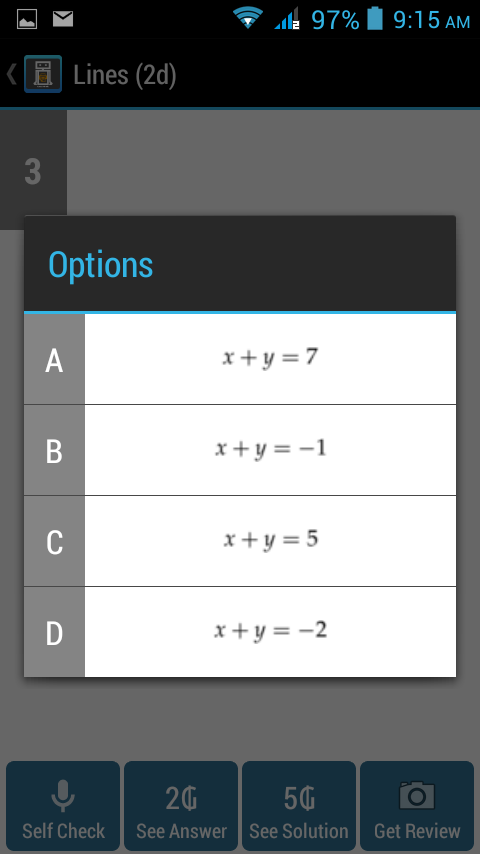 97% 9:15 AM
Lines (2d)
3
Options
A x + y = 7
B x + y = −1
C x + y = 5
D x + y = −2
2₲ 5₲
Self Check See Answer See Solution Get Review